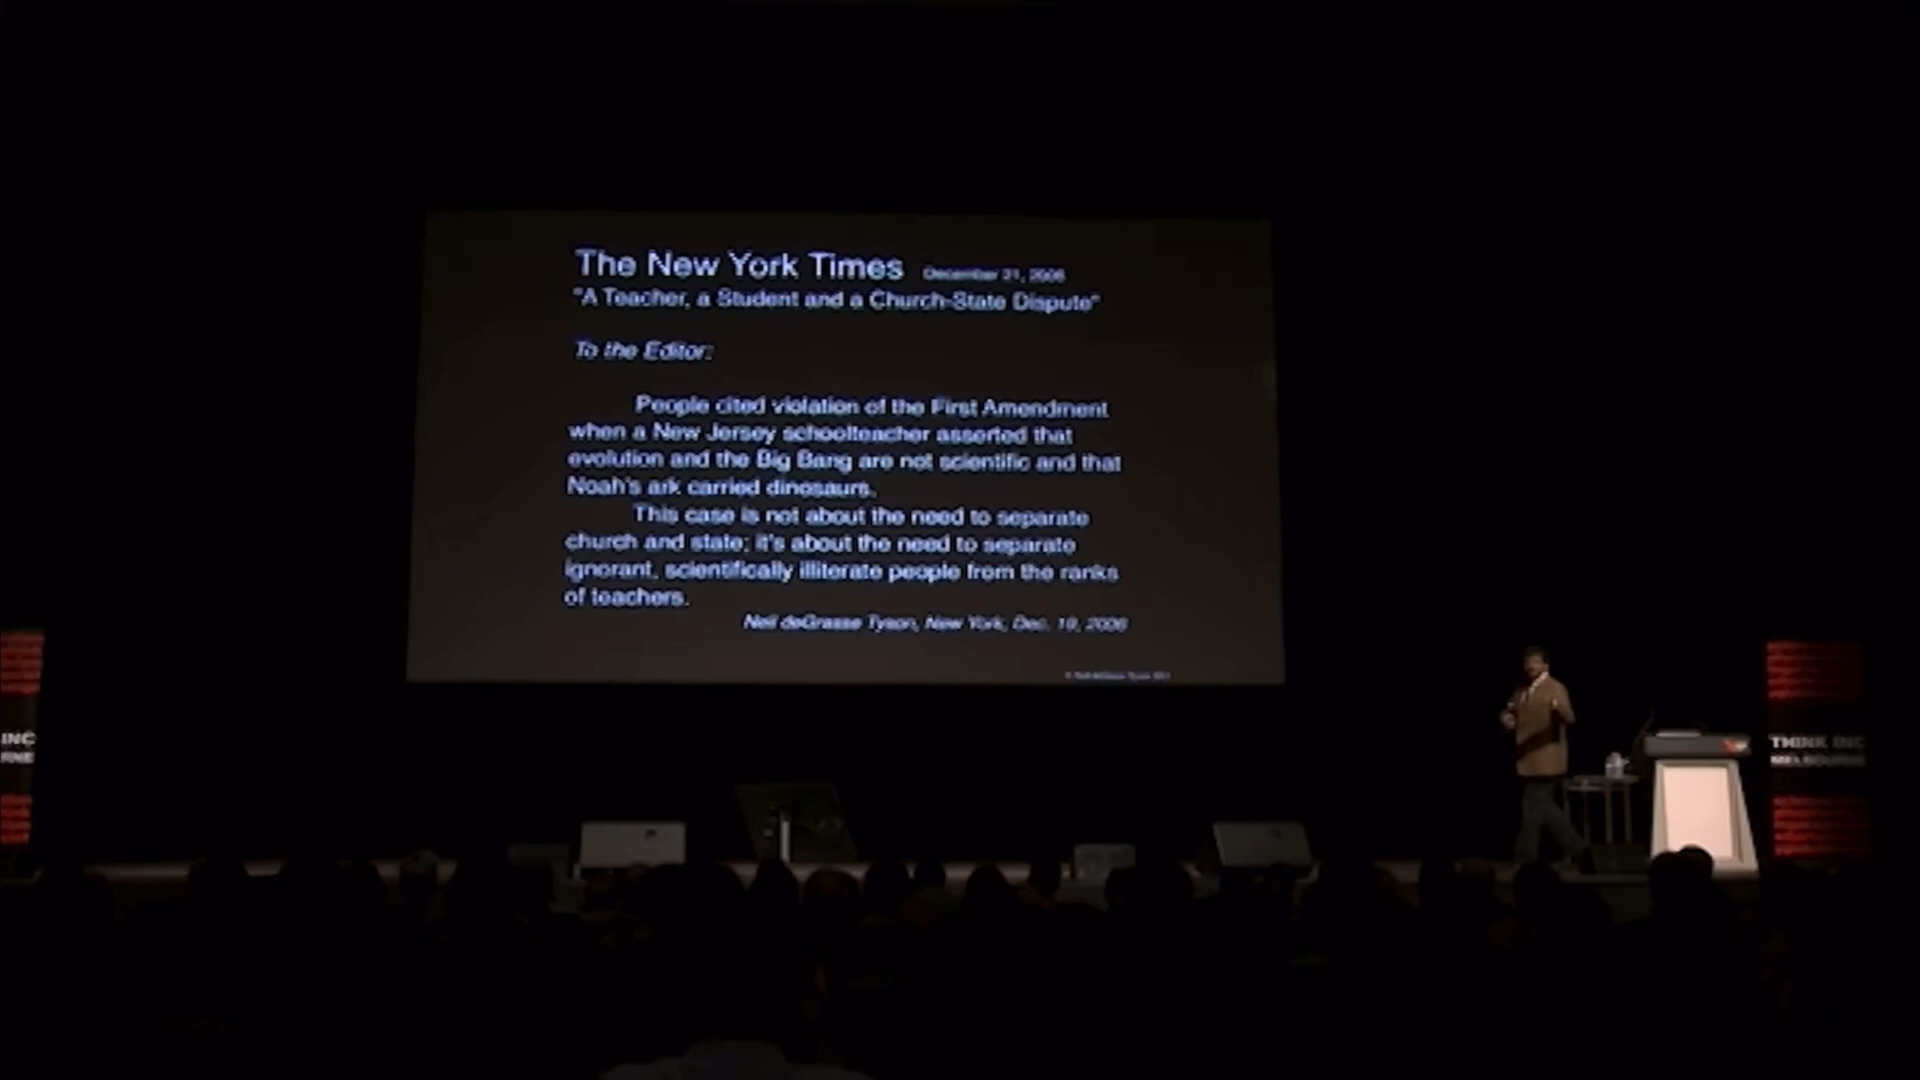 The New York Times December 21, 2006
"A Teacher, a Student and a Church-State Dispute"
To the Editor:
People cited violation of the First Amendment
when a New Jersey schoolteacher asserted that
evolution and the Big Bang are not scientific and that
Noah's ark carried dinosaurs.
This case is not about the need to separate
church and state; it's about the need to separate
ignorant, scientifically illiterate people from the ranks
of teachers.
Neil deGrasse Tyson, New York, Dec. 19, 2006
INC
RNE
THINK INC
MELBOURNE